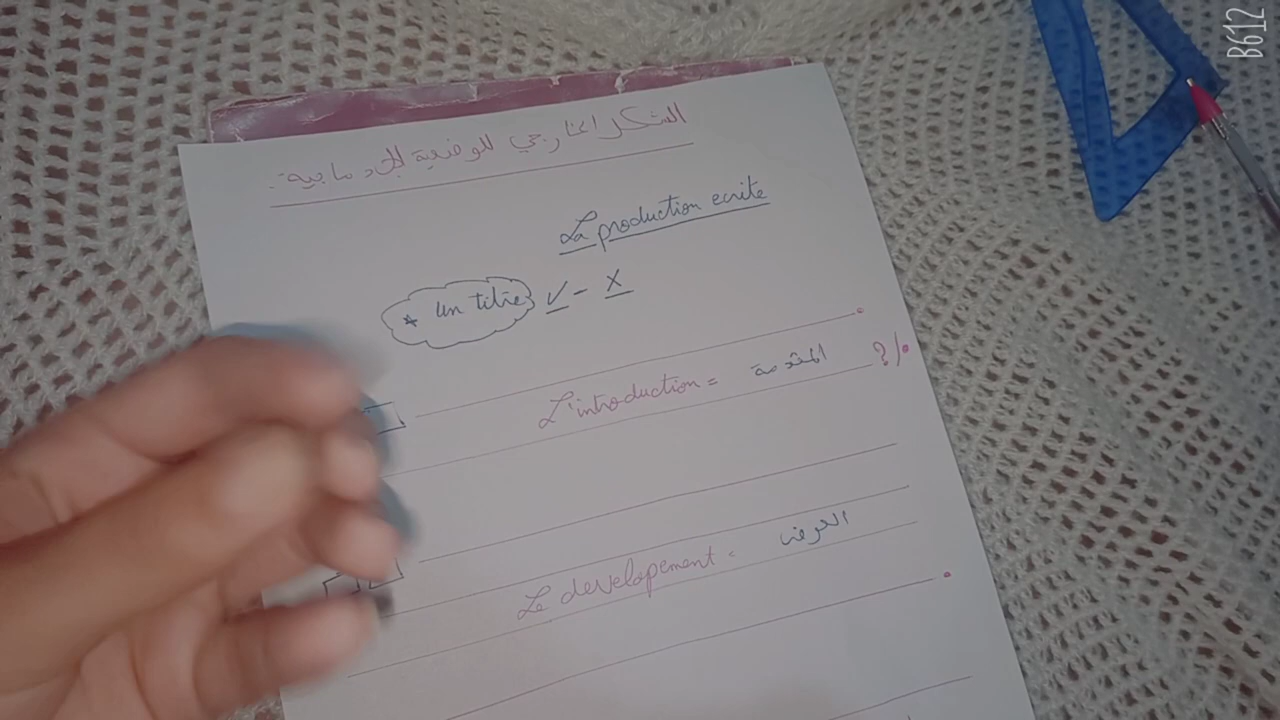 الشكل الخارجي للوضعية الإدماجية:
La production ecrite
* Un titre ✓ - X
L'introduction = المقدمة ? / .
Le developement = العرض
B612